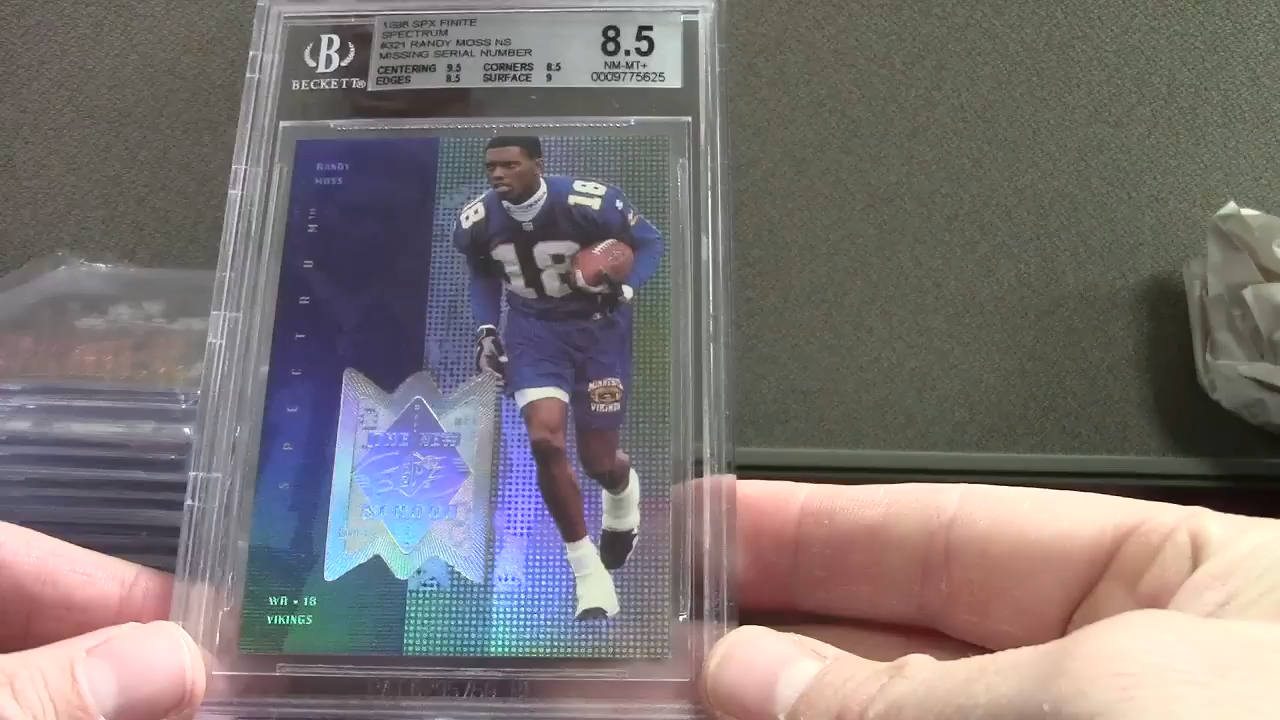 1998 SPX FINITE
SPECTRUM
#321 RANDY MOSS NS
MISSING SERIAL NUMBER
CENTERING 9.5 CORNERS 8.5
EDGES 8.5 SURFACE 9
8.5
NM-MT+
0009775625
B
BECKETT®
RANDY
MOSS
SPECTRUM
18
18
18
MINNESOTA
VIKINGS
WR • 18
VIKINGS